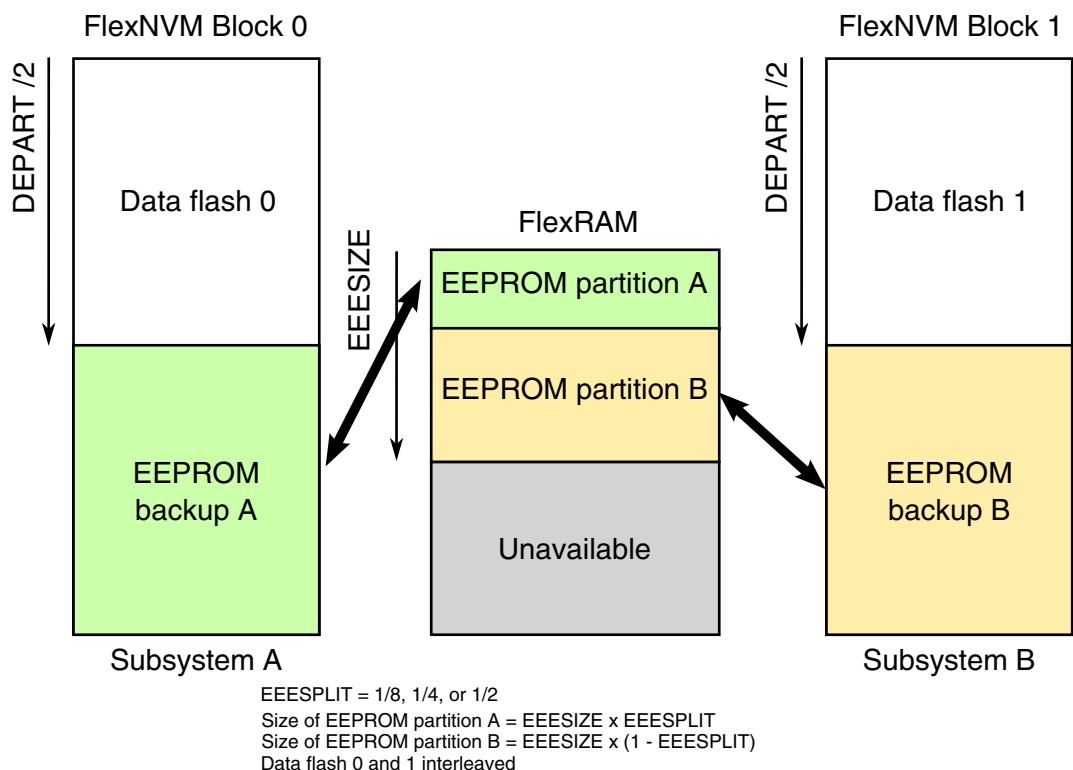 FlexNVM Block 0
FlexNVM Block 1
DEPART /2
DEPART /2
Data flash 0
Data flash 1
FlexRAM
EEESIZE
EEPROM partition A
EEPROM partition B
EEPROM
backup A
EEPROM
backup B
Unavailable
Subsystem A
Subsystem B
EEESPLIT = 1/8, 1/4, or 1/2
Size of EEPROM partition A = EEESIZE x EEESPLIT
Size of EEPROM partition B = EEESIZE x (1 - EEESPLIT)
Data flash 0 and 1 interleaved